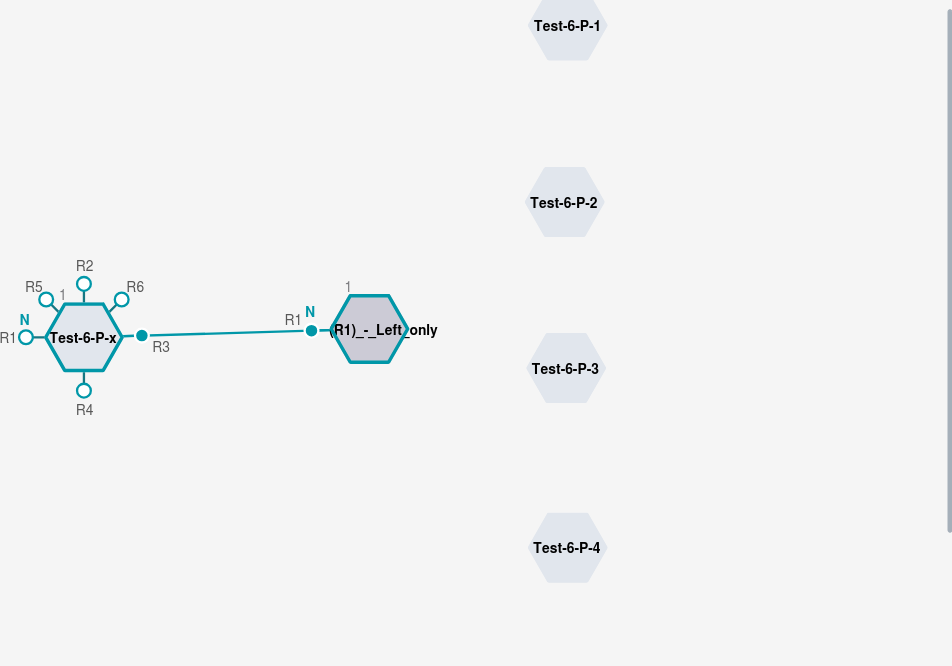 Test-6-P-1
Test-6-P-2
R2
R5
1
R6
N
R1
Test-6-P-x
R3
R4
1
N
R1
(R1)_-_Left_only
Test-6-P-3
Test-6-P-4